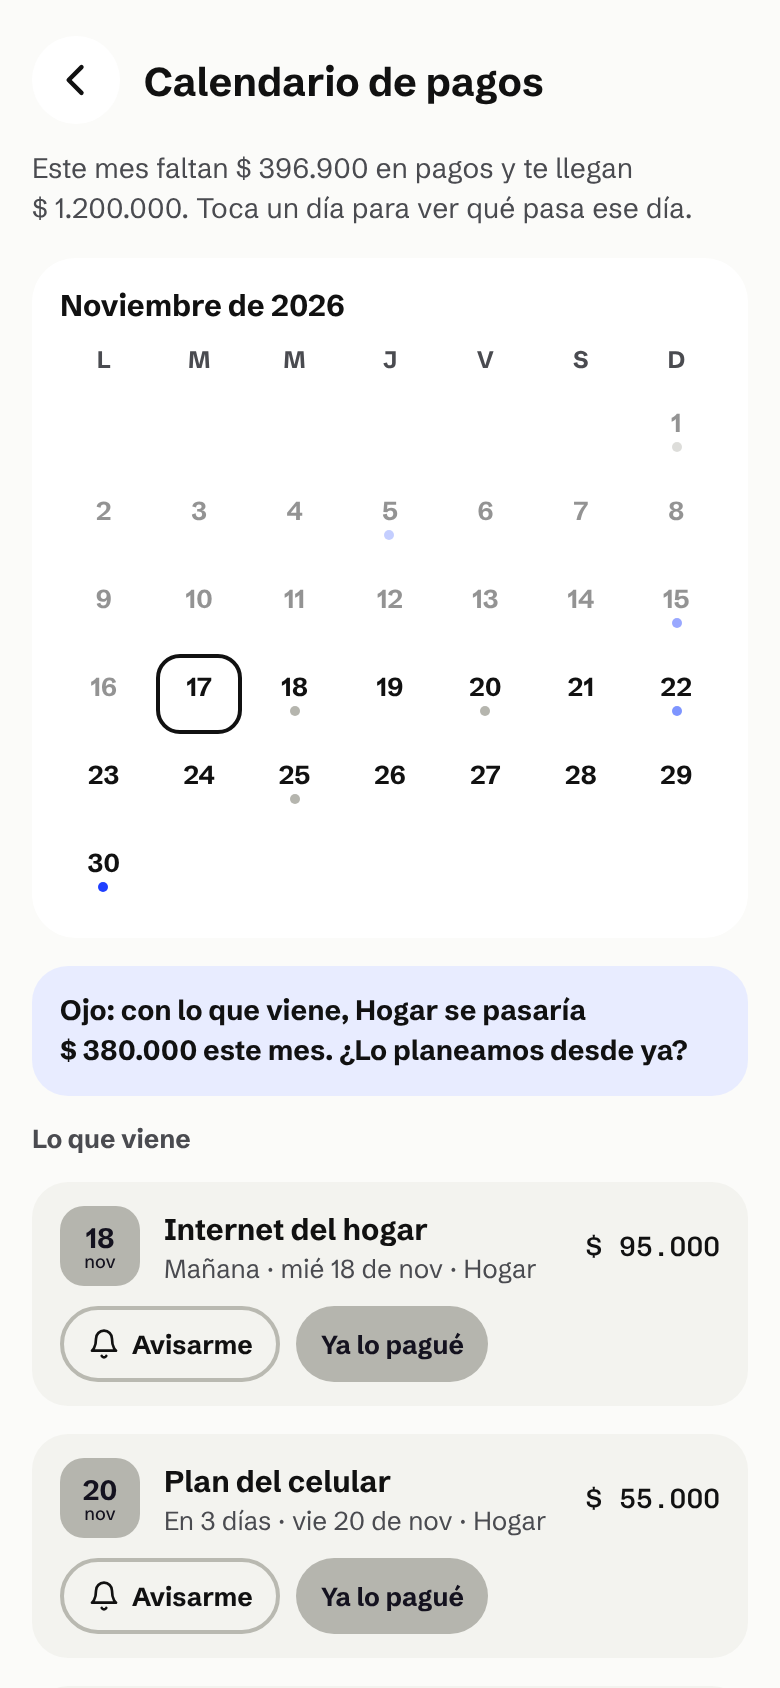 Calendario de pagos
Este mes faltan $ 396.900 en pagos y te llegan
$ 1.200.000. Toca un día para ver qué pasa ese día.
Noviembre de 2026
L M M J V S D
1
2 3 4 5 6 7 8
9 10 11 12 13 14 15
16 17 18 19 20 21 22
23 24 25 26 27 28 29
30
Ojo: con lo que viene, Hogar se pasaría
$ 380.000 este mes. ¿Lo planeamos desde ya?
Lo que viene
18 nov
Internet del hogar
Mañana · mié 18 de nov · Hogar
$ 95.000
Avisarme
Ya lo pagué
20 nov
Plan del celular
En 3 días · vie 20 de nov · Hogar
$ 55.000
Avisarme
Ya lo pagué